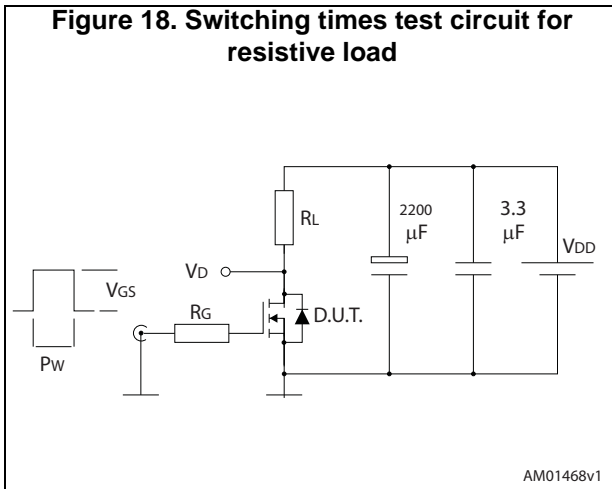 Figure 18. Switching times test circuit for
resistive load
RL
2200
μF
3.3
μF
VDD
VD
VGS
RG
D.U.T.
PW
AM01468v1